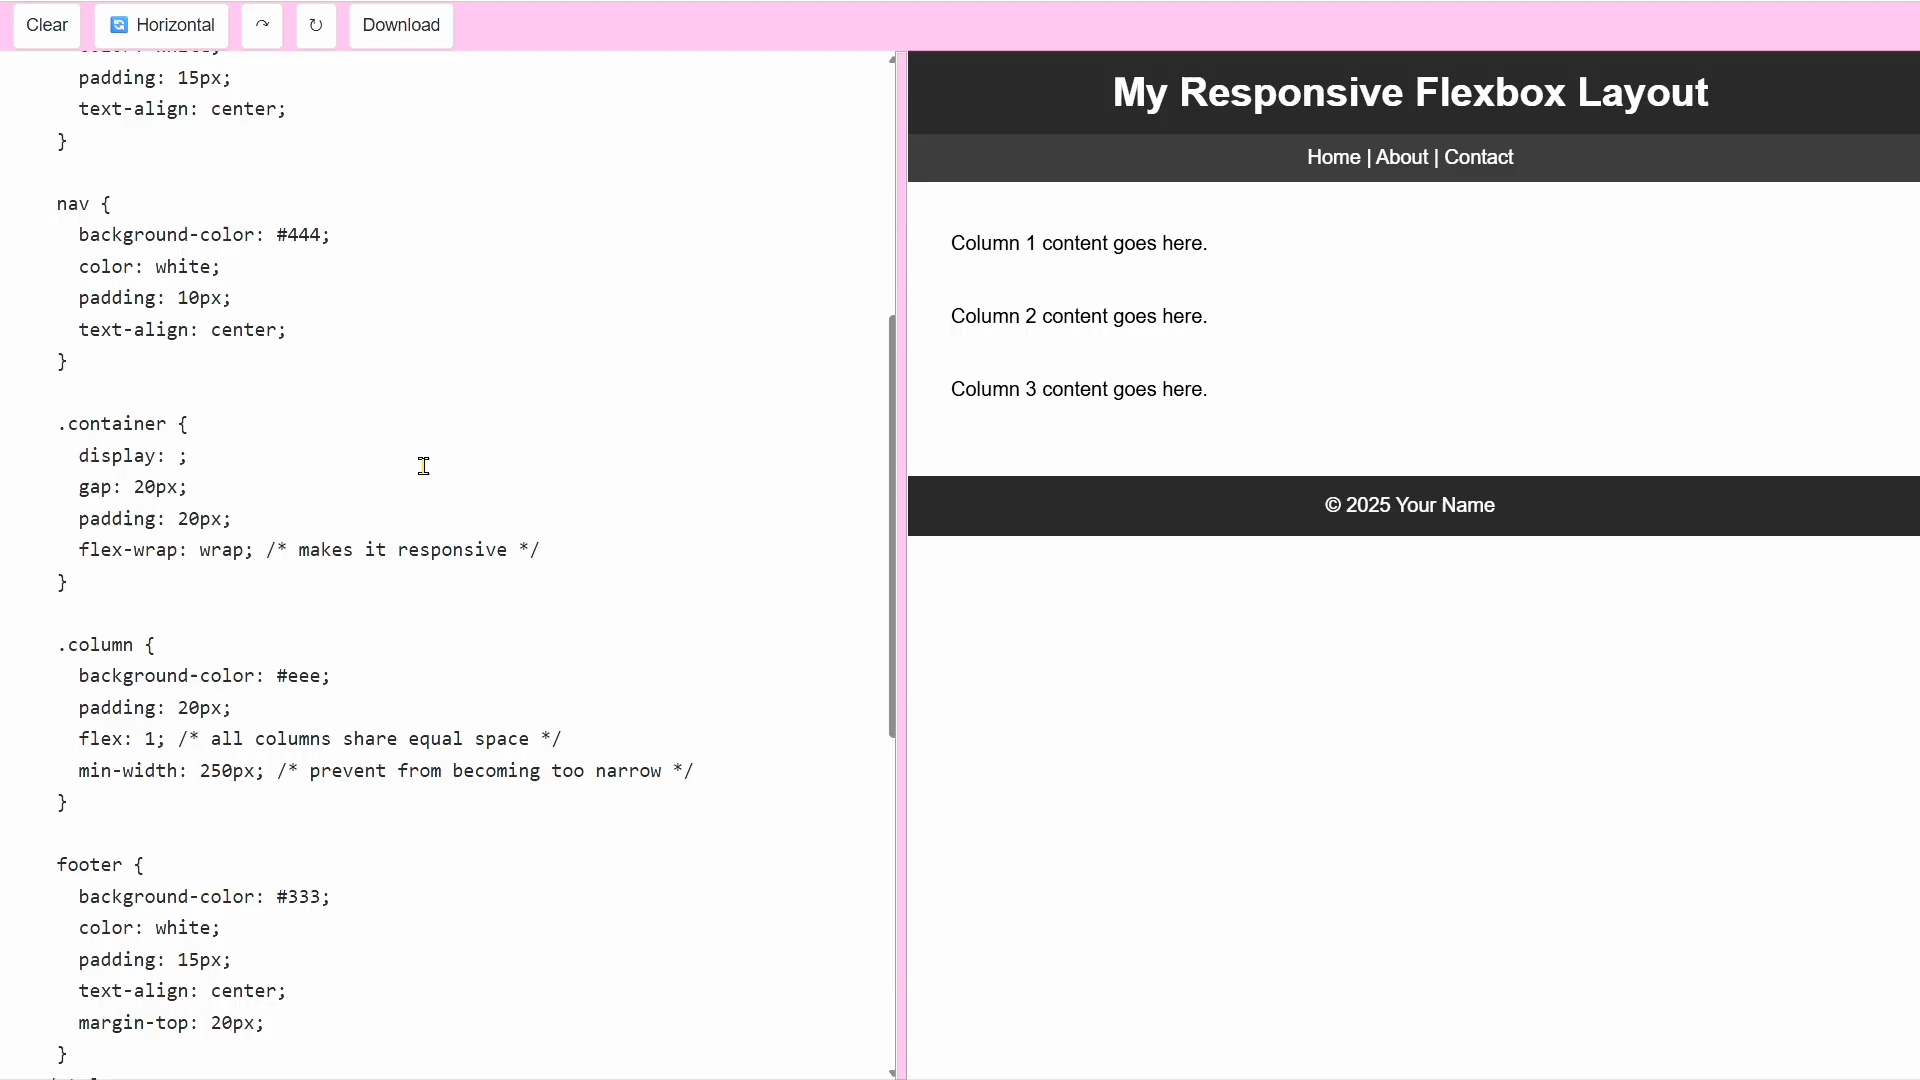 Clear
Horizontal
Download
padding: 15px;
text-align: center;
}
nav {
background-color: #444;
color: white;
padding: 10px;
text-align: center;
}
.container {
display: ;
gap: 20px;
padding: 20px;
flex-wrap: wrap; /* makes it responsive */
}
.column {
background-color: #eee;
padding: 20px;
flex: 1; /* all columns share equal space */
min-width: 250px; /* prevent from becoming too narrow */
}
footer {
background-color: #333;
color: white;
padding: 15px;
text-align: center;
margin-top: 20px;
}
My Responsive Flexbox Layout
Home | About | Contact
Column 1 content goes here.
Column 2 content goes here.
Column 3 content goes here.
© 2025 Your Name